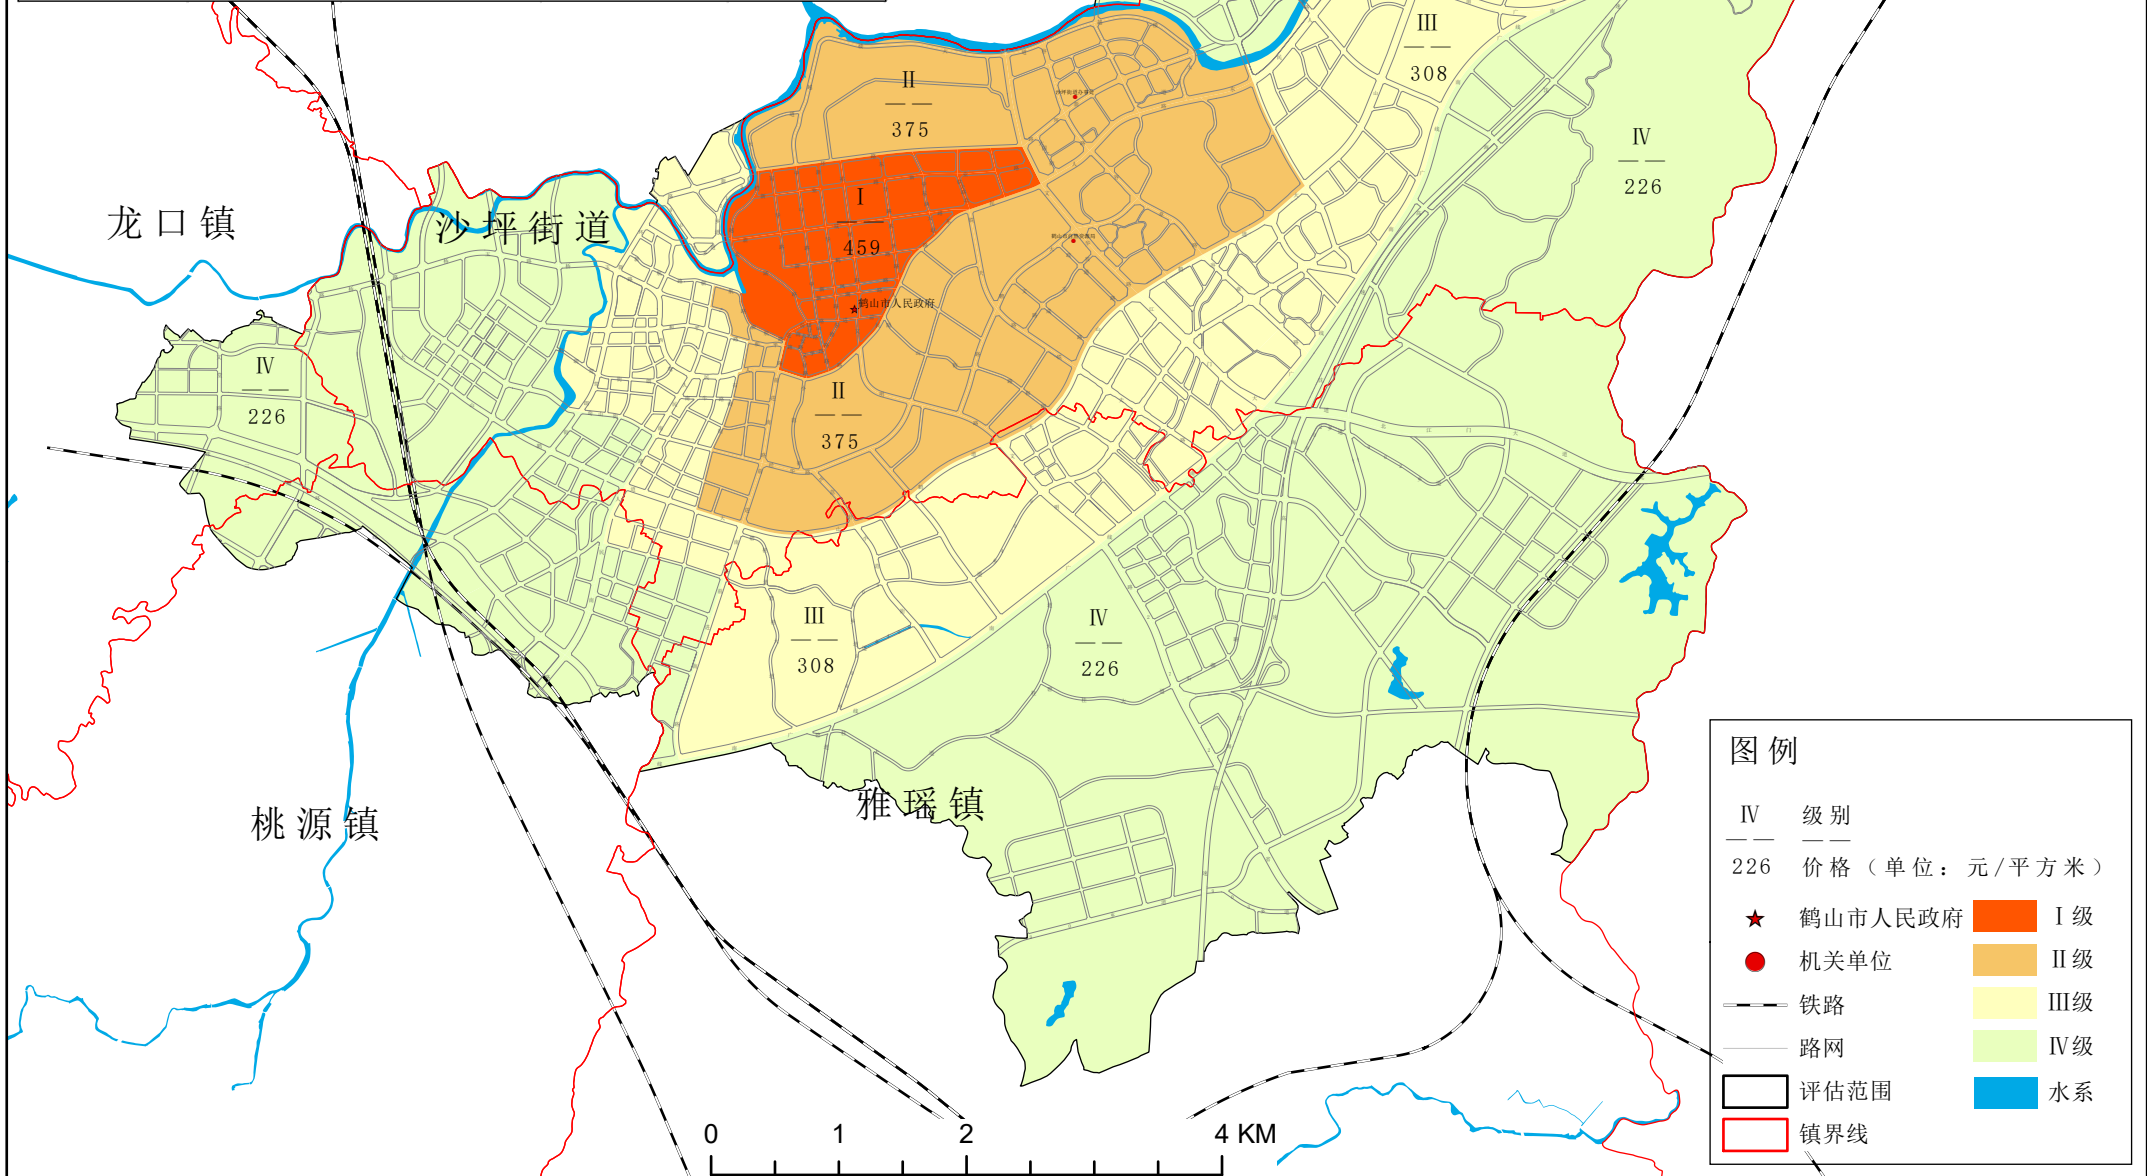 Ⅲ
308
Ⅱ
375
Ⅳ
226
Ⅰ
459
龙口镇
沙坪街道
鹤山市人民政府
Ⅳ
226
Ⅱ
375
Ⅲ
308
Ⅳ
226
桃源镇
雅瑶镇
图例
Ⅳ 级别
226 价格（单位：元/平方米）
鹤山市人民政府 Ⅰ级
机关单位 Ⅱ级
铁路 Ⅲ级
路网 Ⅳ级
评估范围 水系
镇界线
0 1 2 4 KM